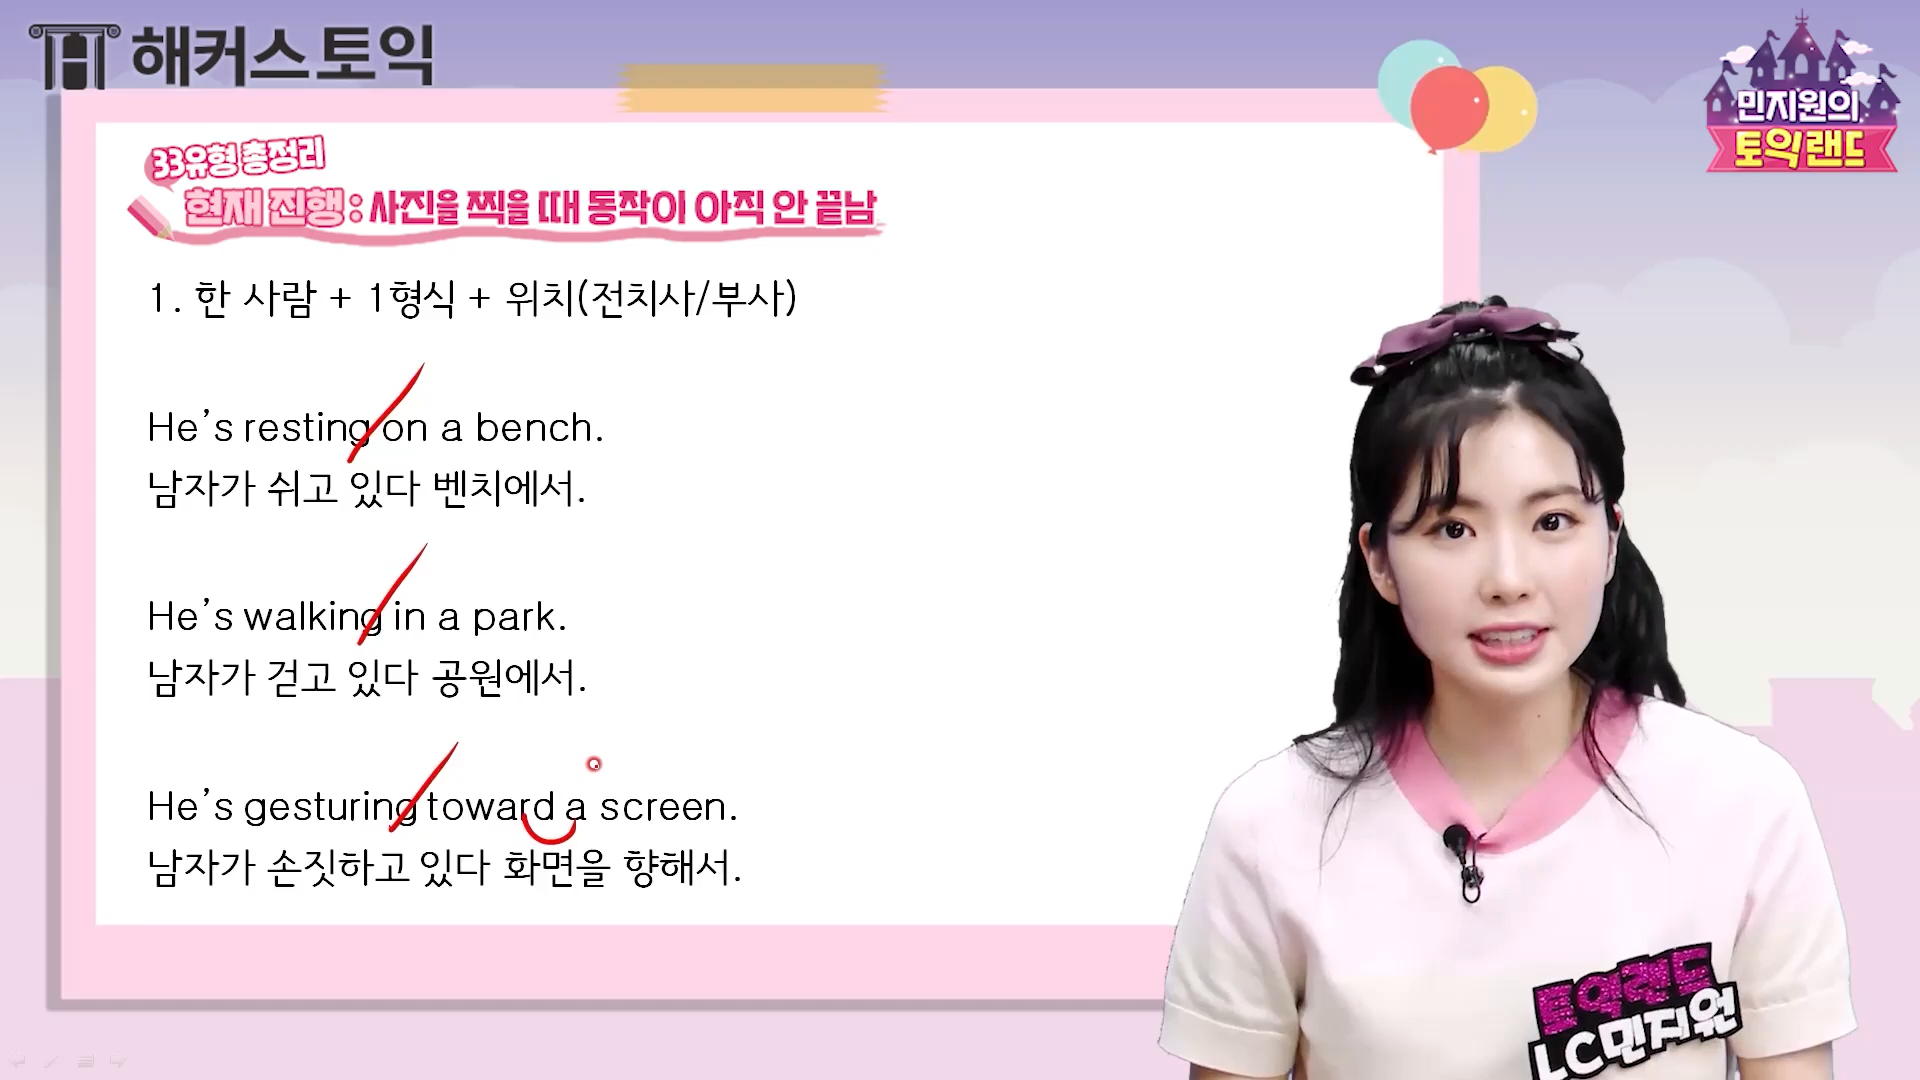 해커스토익
민지원의
토익랜드
33유형 총정리
현재 진행 : 사진을 찍을 때 동작이 아직 안 끝남
1. 한 사람 + 1형식 + 위치(전치사/부사)
He's resting on a bench.
남자가 쉬고 있다 벤치에서.
He's walking in a park.
남자가 걷고 있다 공원에서.
He's gesturing toward a screen.
남자가 손짓하고 있다 화면을 향해서.
토익랜드
LC민지원